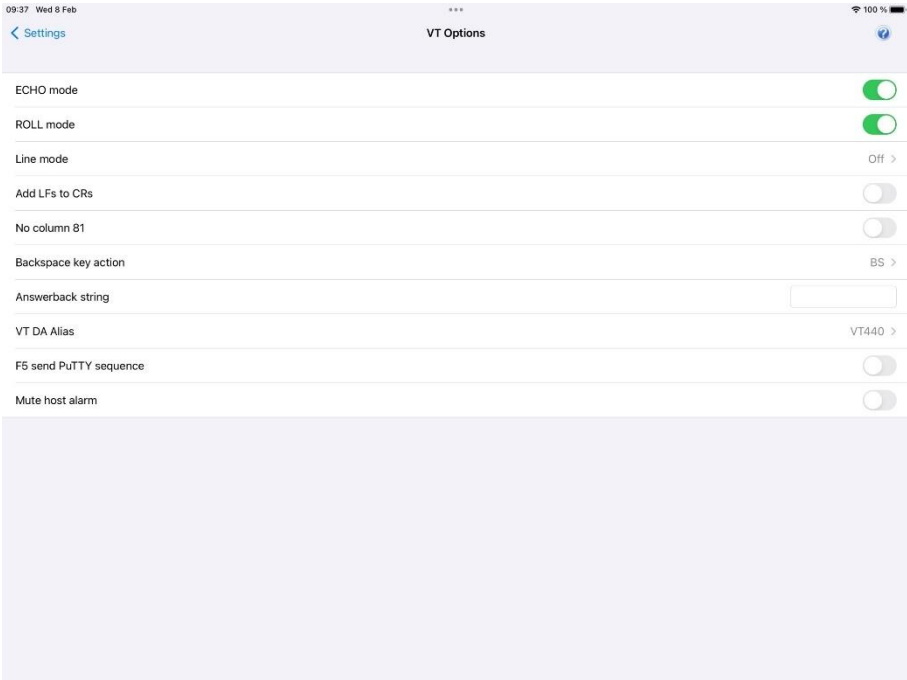 09:37 Wed 8 Feb 100 %
Settings VT Options ?
ECHO mode
ROLL mode
Line mode Off
Add LFs to CRs
No column 81
Backspace key action BS
Answerback string
VT DA Alias VT440
F5 send PuTTY sequence
Mute host alarm